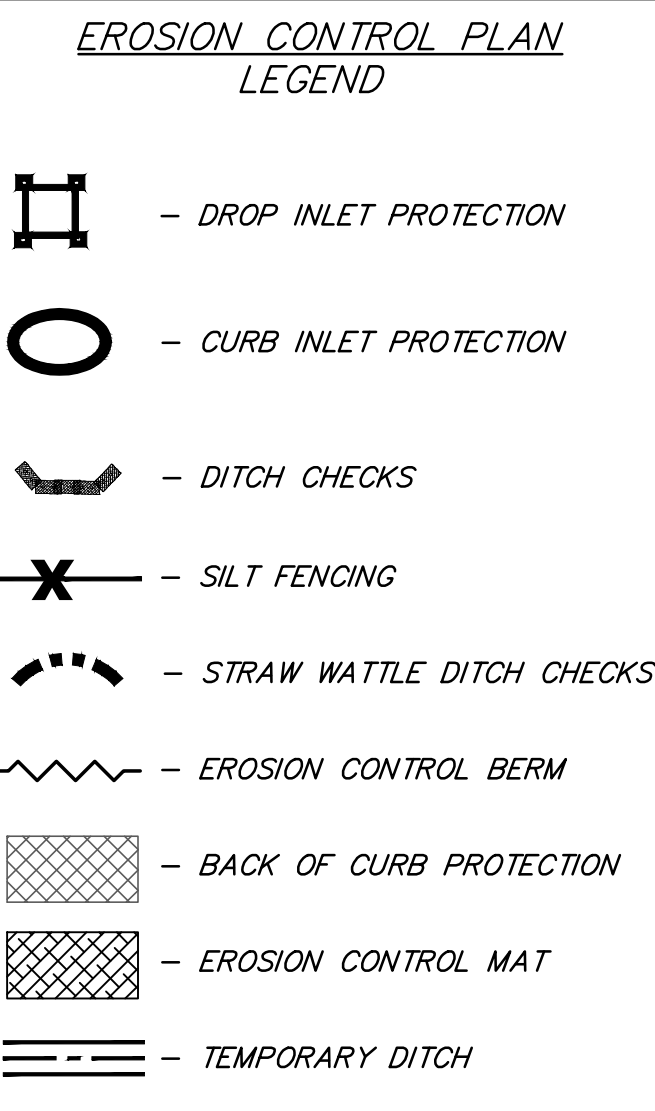 EROSION CONTROL PLAN
LEGEND
- DROP INLET PROTECTION
- CURB INLET PROTECTION
- DITCH CHECKS
- SILT FENCING
- STRAW WATTLE DITCH CHECKS
- EROSION CONTROL BERM
- BACK OF CURB PROTECTION
- EROSION CONTROL MAT
- TEMPORARY DITCH